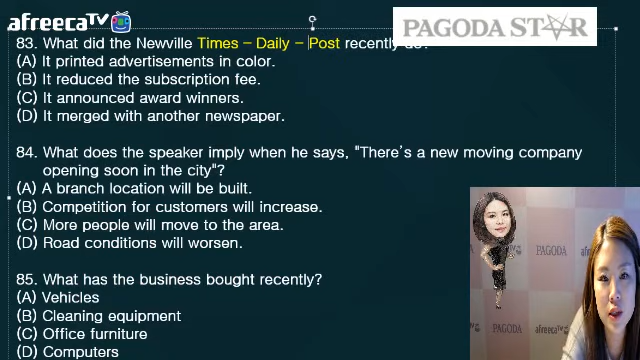 afreecaTV
PAGODA STAR
83. What did the Newville Times – Daily – Post recently do?
(A) It printed advertisements in color.
(B) It reduced the subscription fee.
(C) It announced award winners.
(D) It merged with another newspaper.
84. What does the speaker imply when he says, "There's a new moving company
opening soon in the city"?
(A) A branch location will be built.
(B) Competition for customers will increase.
(C) More people will move to the area.
(D) Road conditions will worsen.
85. What has the business bought recently?
(A) Vehicles
(B) Cleaning equipment
(C) Office furniture
(D) Computers
PAGODA
PAGODA
afreecaTV